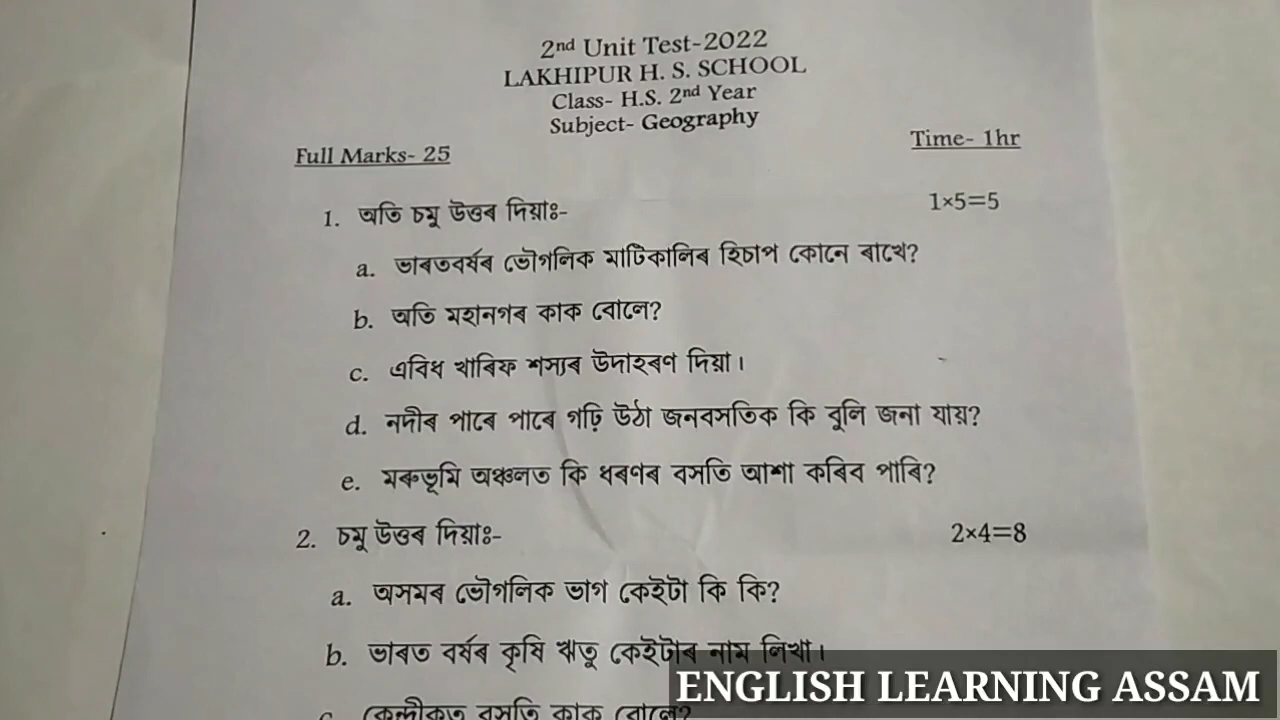 2nd Unit Test-2022
LAKHIPUR H. S. SCHOOL
Class- H.S. 2nd Year
Subject- Geography
Full Marks- 25
Time- 1hr
1. অতি চমু উত্তৰ দিয়াঃ- 1×5=5
a. ভাৰতবৰ্ষৰ ভৌগলিক মাটিকালিৰ হিচাপ কোনে ৰাখে?
b. অতি মহানগৰ কাক বোলে?
c. এবিধ খাৰিফ শস্যৰ উদাহৰণ দিয়া।
d. নদীৰ পাৰে পাৰে গঢ়ি উঠা জনবসতিক কি বুলি জনা যায়?
e. মৰুভূমি অঞ্চলত কি ধৰণৰ বসতি আশা কৰিব পাৰি?
2. চমু উত্তৰ দিয়াঃ- 2×4=8
a. অসমৰ ভৌগলিক ভাগ কেইটা কি কি?
b. ভাৰত বৰ্ষৰ কৃষি ঋতু কেইটাৰ নাম লিখা।
c. কেন্দ্ৰীকৃত বসতি কাক বোলে?
ENGLISH LEARNING ASSAM